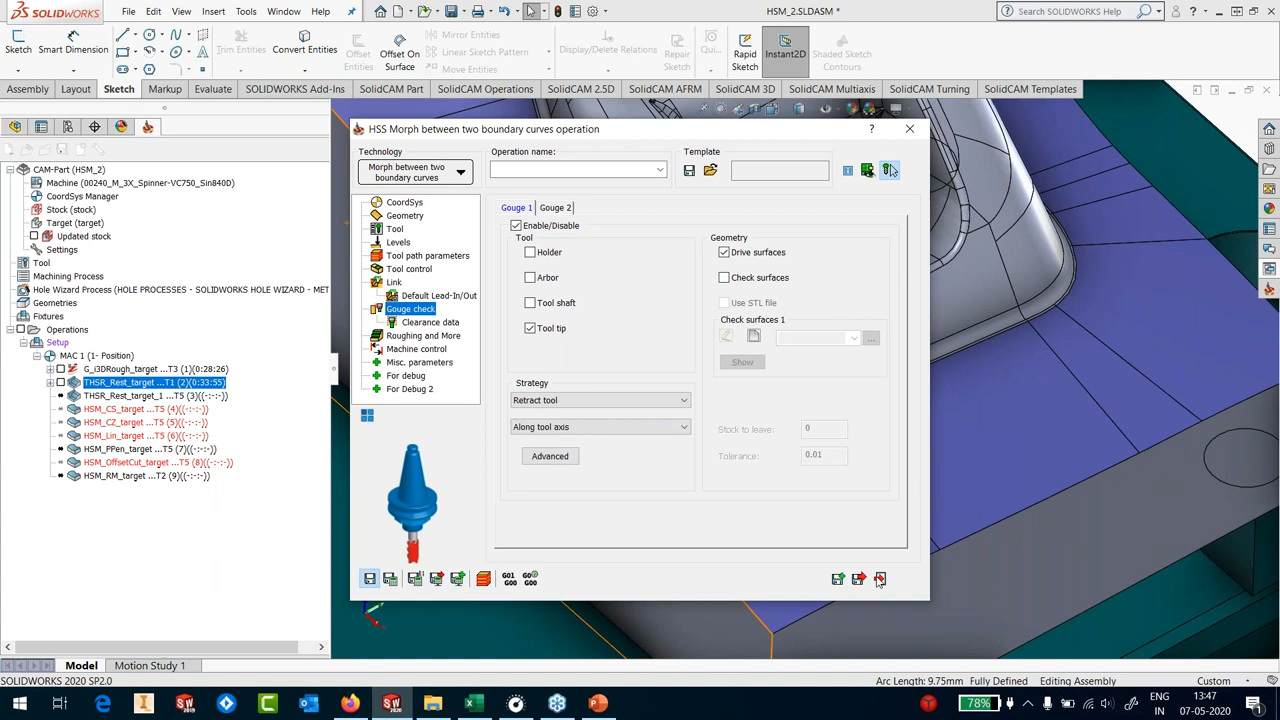 SOLIDWORKS
File
Edit
View
Insert
Tools
Window
HSM_2.SLDASM *
Search SOLIDWORKS Help
Sketch
Smart Dimension
Trim Entities
Convert Entities
Offset Entities
Offset On Surface
Mirror Entities
Linear Sketch Pattern
Move Entities
Display/Delete Relations
Repair Sketch
Qui...
Rapid Sketch
Instant2D
Shaded Sketch Contours
Assembly
Layout
Sketch
Markup
Evaluate
SOLIDWORKS Add-Ins
SolidCAM Part
SolidCAM Operations
SolidCAM 2.5D
SolidCAM AFRM
SolidCAM 3D
SolidCAM Multiaxis
SolidCAM Turning
SolidCAM Templates
CAM-Part (HSM_2)
Machine (00240_M_3X_Spinner-VC750_Sin840D)
CoordSys Manager
Stock (stock)
Target (target)
Updated stock
Settings
Tool
Machining Process
Hole Wizard Process (HOLE PROCESSES - SOLIDWORKS HOLE WIZARD - MET
Geometries
Fixtures
Operations
Setup
MAC 1 (1- Position)
G_i3DRough_target ...T3 (1)(0:28:26)
THSR_Rest_target ...T1 (2)(0:33:55)
THSR_Rest_target_1 ...T5 (3)((-:-:-))
HSM_CS_target ...T5 (4)((-:-:-))
HSM_CZ_target ...T5 (5)((-:-:-))
HSM_Lin_target ...T5 (6)((-:-:-))
HSM_PPen_target ...T5 (7)((-:-:-))
HSM_OffsetCut_target ...T5 (8)((-:-:-))
HSM_RM_target ...T2 (9)((-:-:-))
HSS Morph between two boundary curves operation
?
Technology
Morph between two boundary curves
Operation name:
Template
CoordSys
Geometry
Tool
Levels
Tool path parameters
Tool control
Link
Default Lead-In/Out
Gouge check
Clearance data
Roughing and More
Machine control
Misc. parameters
For debug
For Debug 2
Gouge 1
Gouge 2
Enable/Disable
Tool
Holder
Arbor
Tool shaft
Tool tip
Geometry
Drive surfaces
Check surfaces
Use STL file
Check surfaces 1
...
Show
Strategy
Retract tool
Along tool axis
Advanced
Stock to leave:
0
Tolerance:
0.01
G01
G00
G00
G00
Model
Motion Study 1
SOLIDWORKS 2020 SP2.0
Arc Length: 9.75mm
Fully Defined
Editing Assembly
Custom
78%
ENG
IN
13:47
07-05-2020